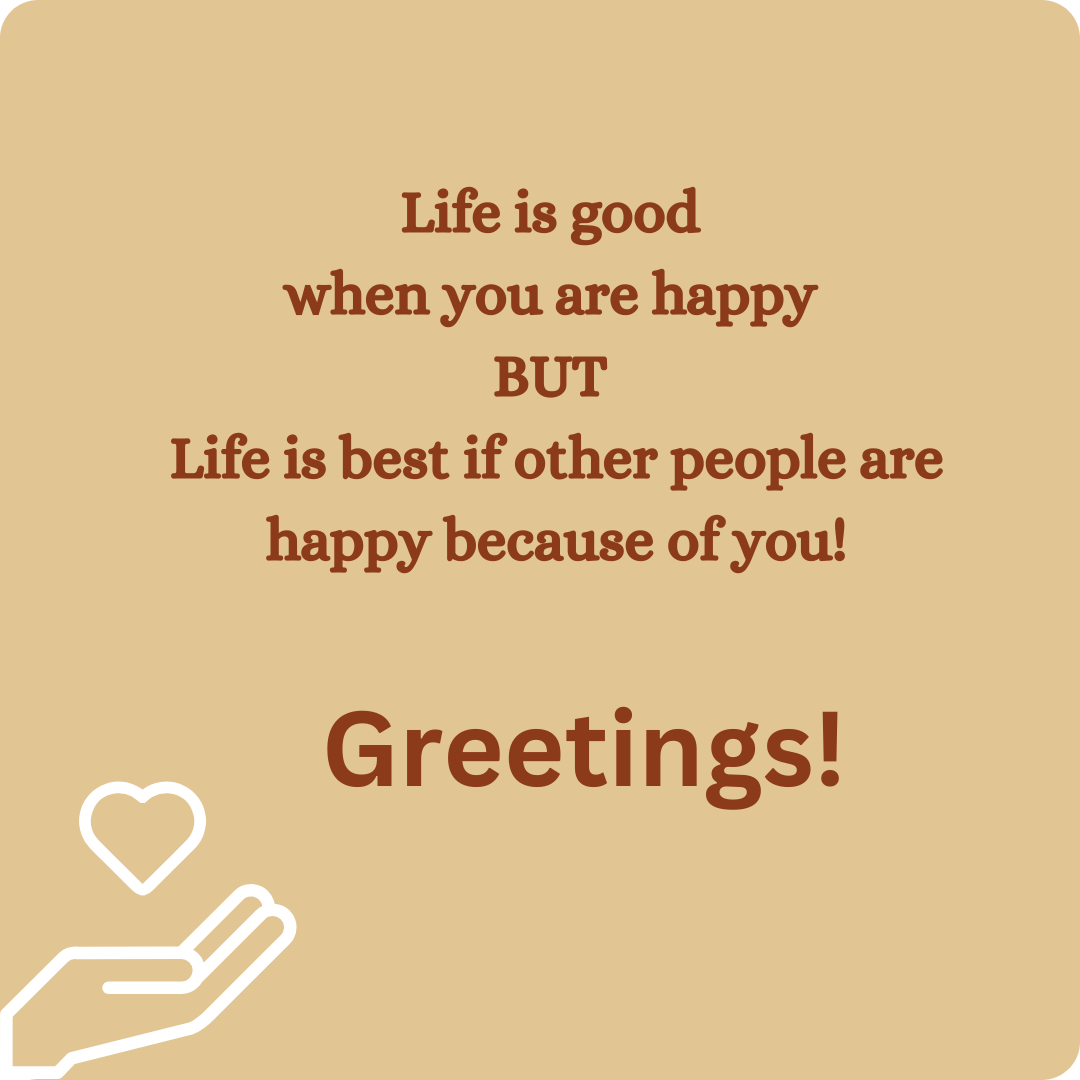 Life is good
when you are happy
BUT
Life is best if other people are
happy because of you!
Greetings!